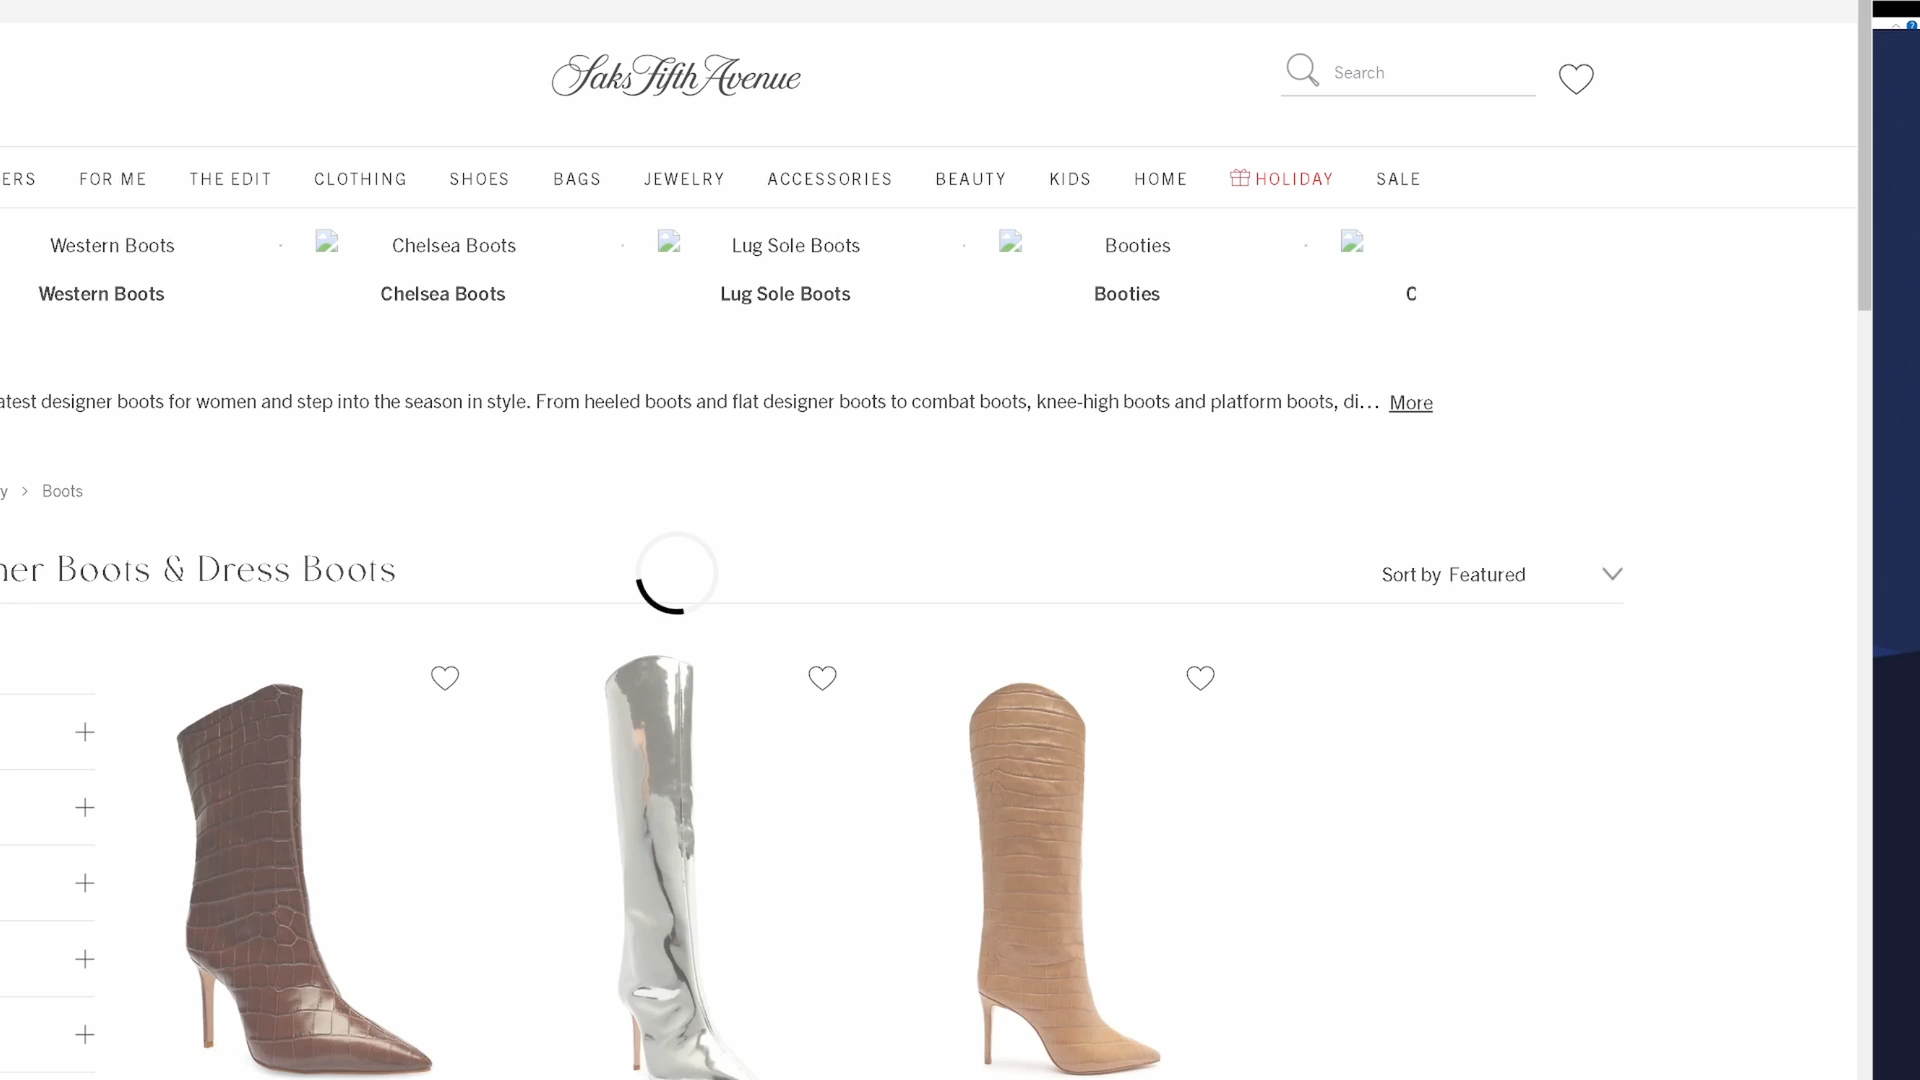 Saks Fifth Avenue
Search
ERS FOR ME THE EDIT CLOTHING SHOES BAGS JEWELRY ACCESSORIES BEAUTY KIDS HOME HOLIDAY SALE
Western Boots Chelsea Boots Lug Sole Boots Booties
Western Boots Chelsea Boots Lug Sole Boots Booties C
atest designer boots for women and step into the season in style. From heeled boots and flat designer boots to combat boots, knee-high boots and platform boots, di... More
y > Boots
ner Boots & Dress Boots
Sort by Featured